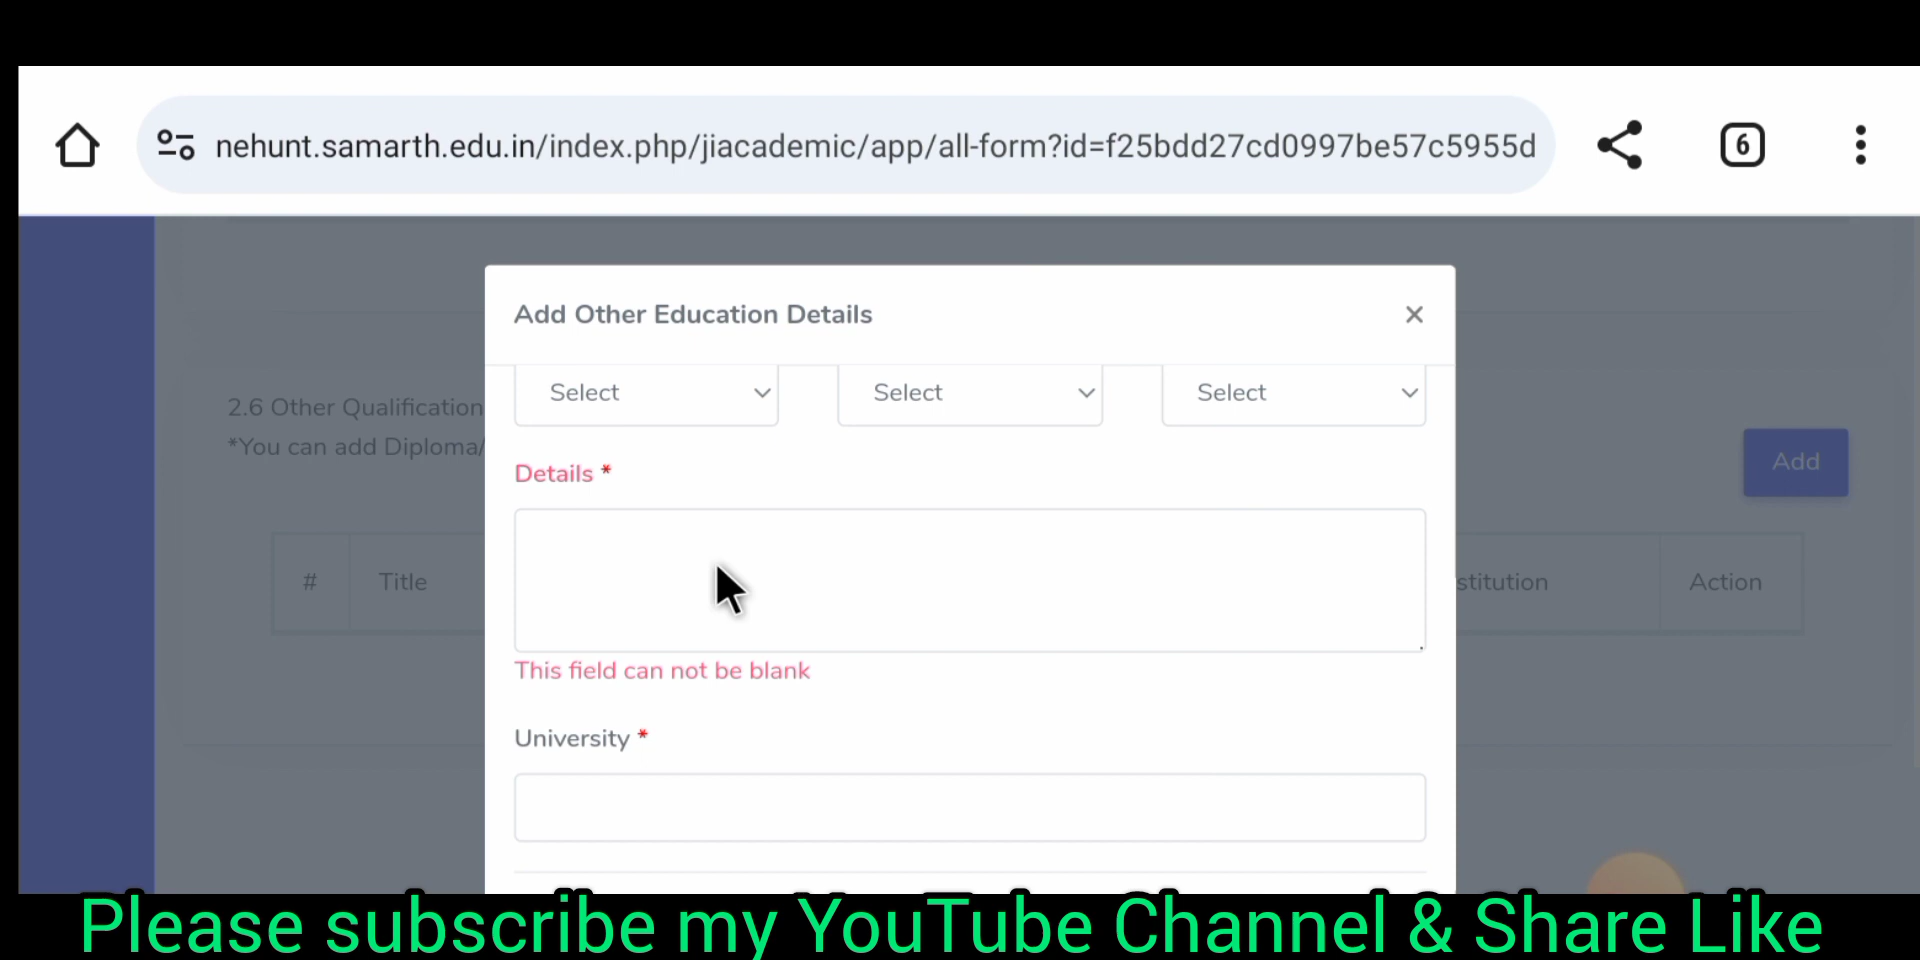 nehunt.samarth.edu.in/index.php/jiacademic/app/all-form?id=f25bdd27cd0997be57c5955d
6
Add Other Education Details ×
Select Select Select
2.6 Other Qualification
*You can add Diploma/
Add
Details *
# Title
stitution Action
This field can not be blank
University *
Please subscribe my YouTube Channel & Share Like